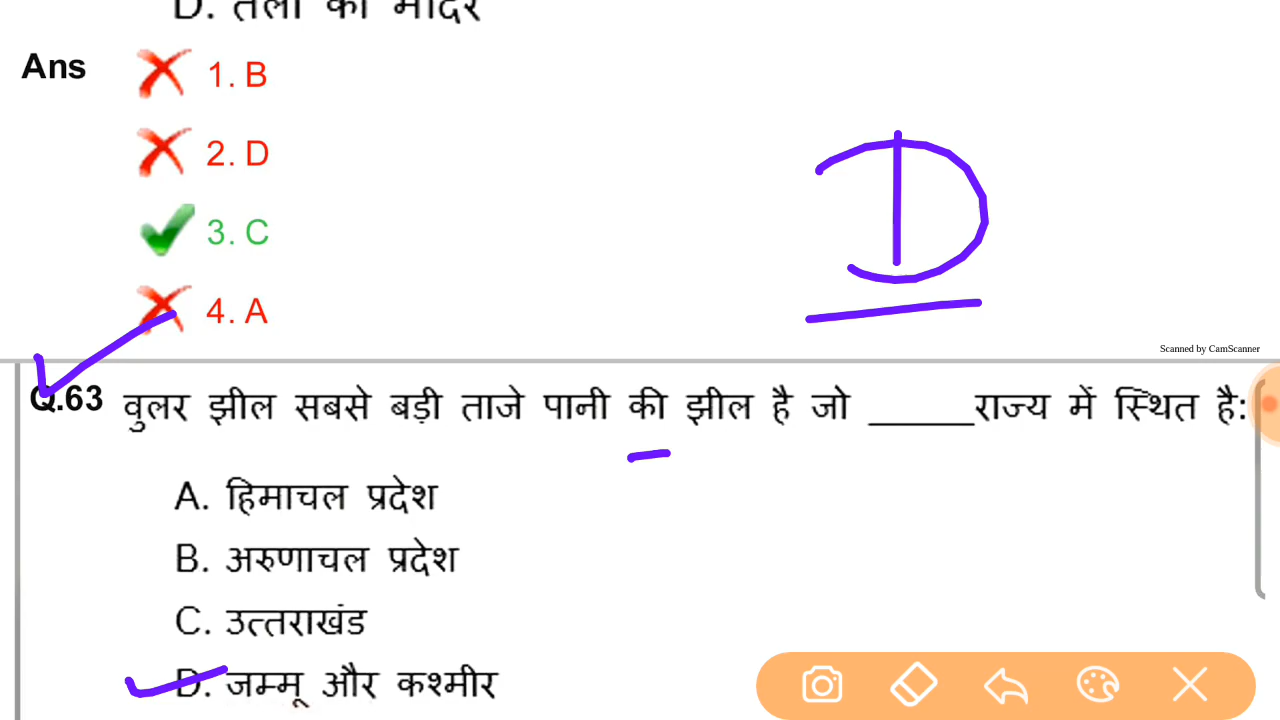 Ans
1. B
2. D
3. C
4. A
D
Scanned by CamScanner
Q.63 वुलर झील सबसे बड़ी ताजे पानी की झील है जो ______राज्य में स्थित है:
A. हिमाचल प्रदेश
B. अरुणाचल प्रदेश
C. उत्तराखंड
D. जम्मू और कश्मीर